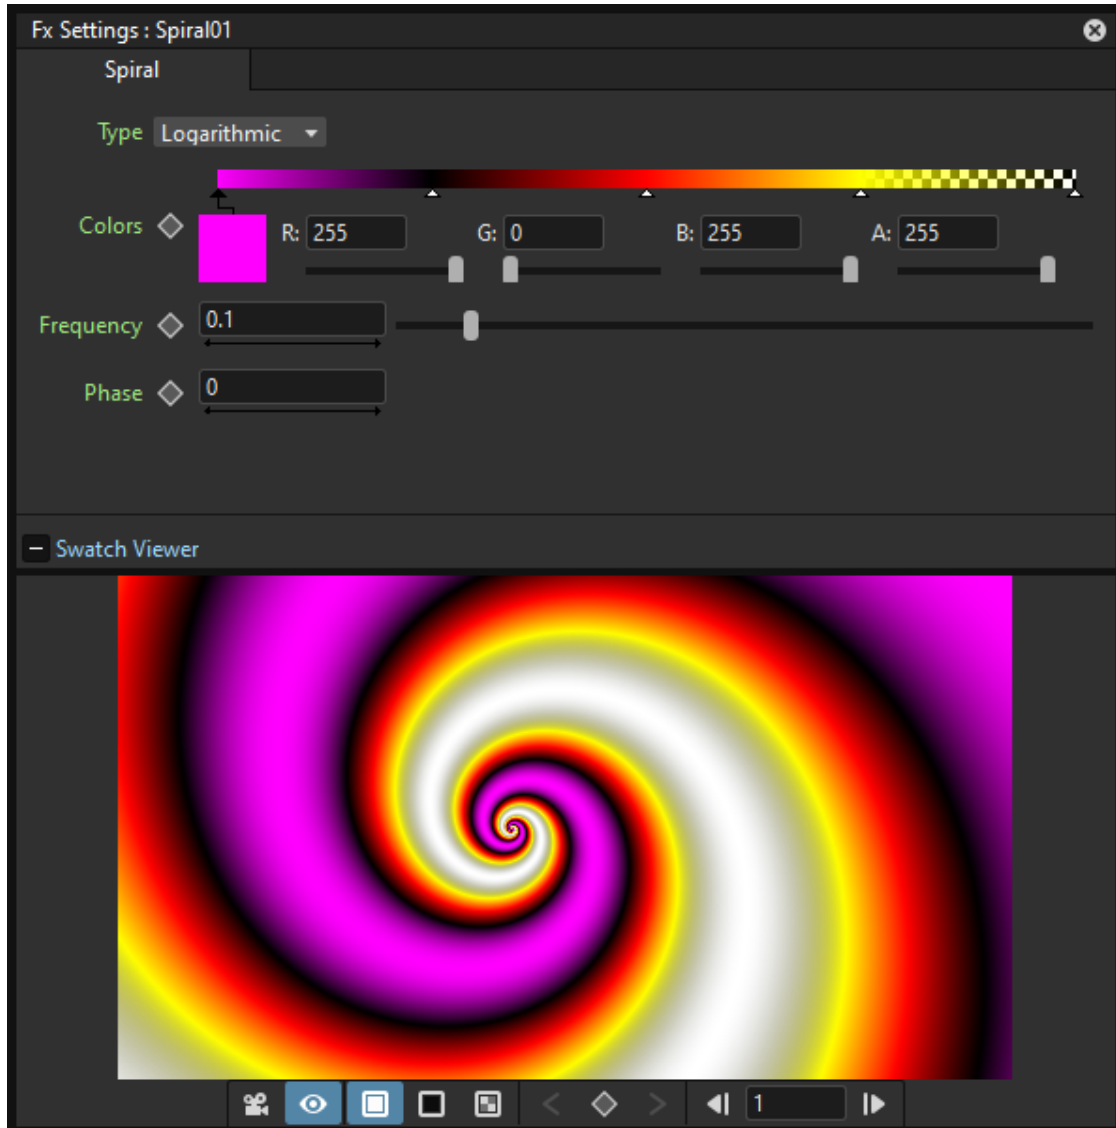 Fx Settings : Spiral01
Spiral
Type Logarithmic
Colors R: 255 G: 0 B: 255 A: 255
Frequency 0.1
Phase 0
Swatch Viewer
1